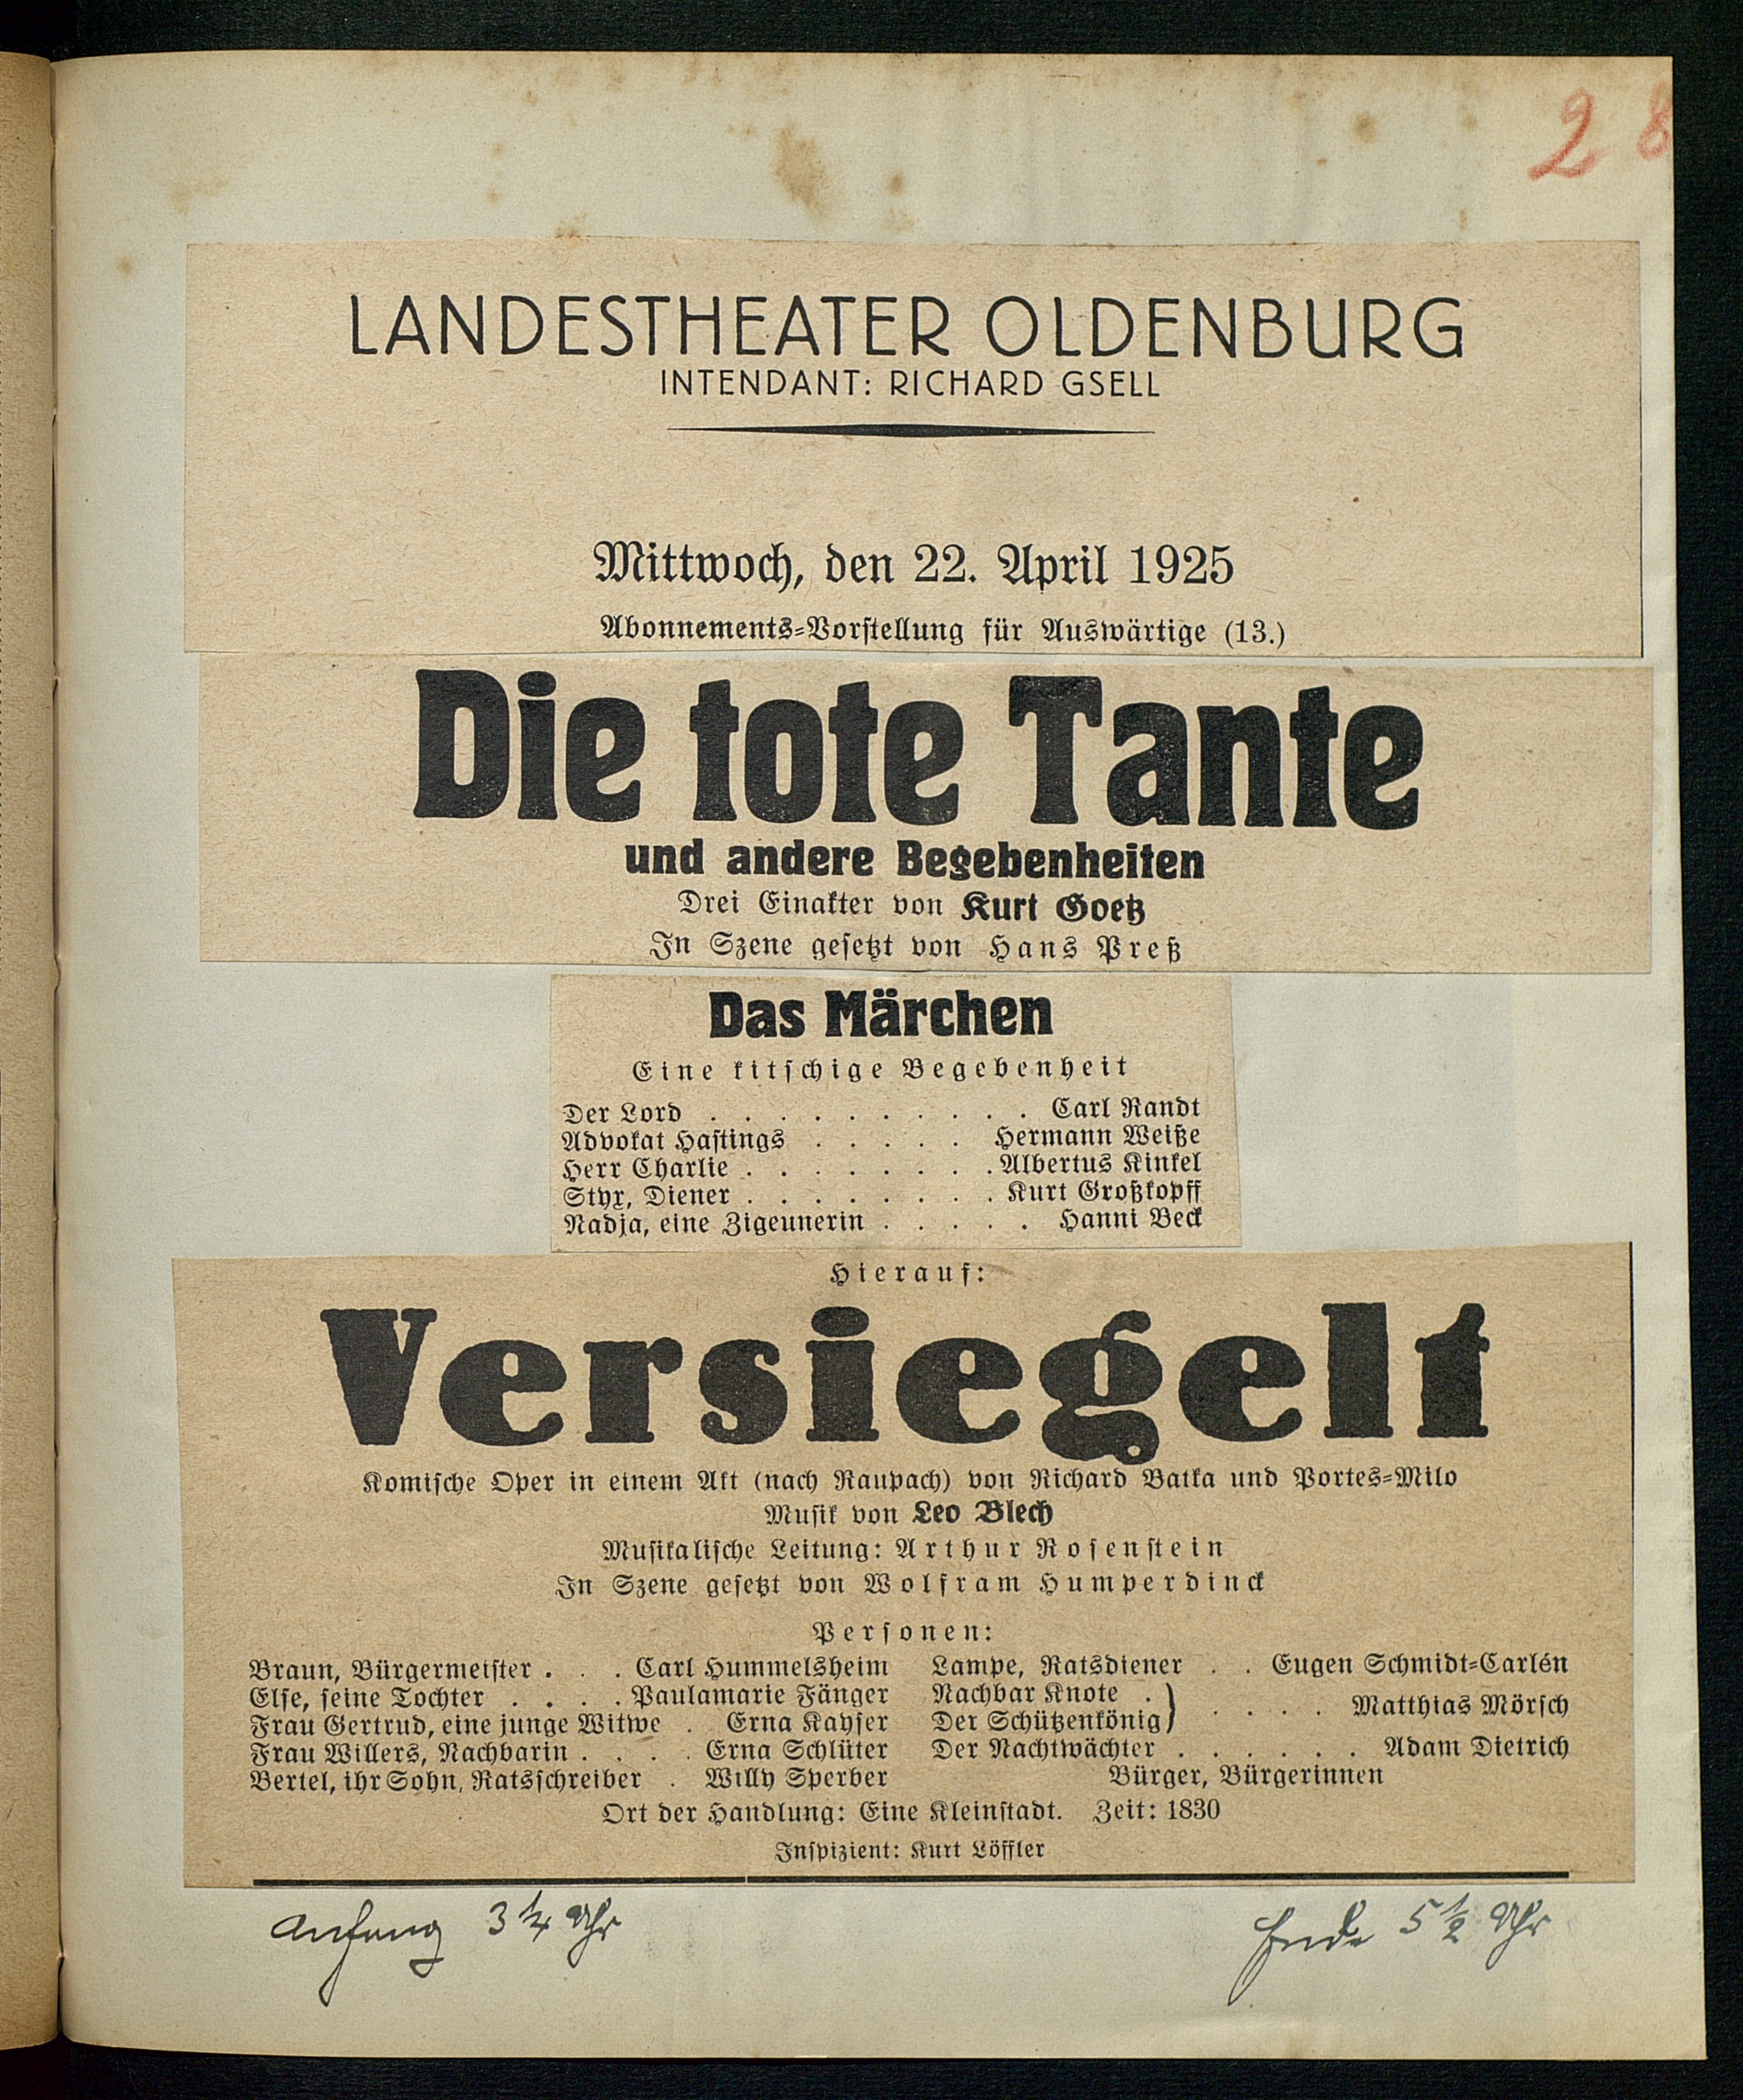 28
LANDESTHEATER OLDENBURG
INTENDANT: RICHARD GSELL
Mittwoch, den 22. April 1925
Abonnements-Vorstellung für Auswärtige (13.)
Die tote Tante
und andere Begebenheiten
Drei Einakter von Kurt Goetz
In Szene gesetzt von Hans Preß
Das Märchen
Eine kitschige Begebenheit
Der Lord . . . . . . . . . . Carl Randt
Advokat Hastings . . . . . Hermann Weiße
Herr Charlie . . . . . . . . Albertus Kinkel
Styx, Diener . . . . . . . . Kurt Großkopff
Nadja, eine Zigeunerin . . . . . Hanni Beck
Hierauf:
Versiegelt
Komische Oper in einem Akt (nach Raupach) von Richard Batka und Portes-Milo
Musik von Leo Blech
Musikalische Leitung: Arthur Rosenstein
In Szene gesetzt von Wolfram Humperdinck
Personen:
Braun, Bürgermeister . . . Carl Hummelsheim
Else, seine Tochter . . . . Paulamarie Fänger
Frau Gertrud, eine junge Witwe . Erna Kayser
Frau Willers, Nachbarin . . . . Erna Schlüter
Bertel, ihr Sohn, Ratsschreiber . Willy Sperber
Lampe, Ratsdiener . . Eugen Schmidt-Carlén
Nachbar Knote . }
Der Schützenkönig } . . . . Matthias Mörsch
Der Nachtwächter . . . . . . Adam Dietrich
Bürger, Bürgerinnen
Ort der Handlung: Eine Kleinstadt. Zeit: 1830
Inspizient: Kurt Löffler
Anfang 3 1/4 Uhr
Ende 5 1/2 Uhr